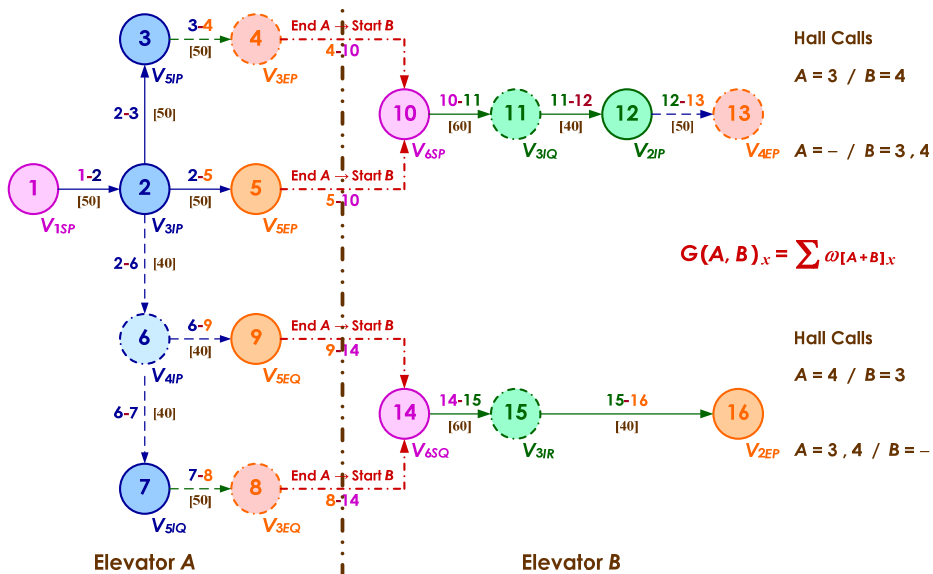 3-4
End A → Start B
3
[50]
4
4-10
Hall Calls
V5IP
V3EP
A = 3 / B = 4
2-3 [50]
10-11
11-12
12-13
10
[60]
11
[40]
12
[50]
13
V6SP
V3IQ
V2IP
V4EP
A = – / B = 3 , 4
1-2
2-5
End A → Start B
1
[50]
2
[50]
5
5-10
V1SP
V3IP
V5EP
G(A, B)x = ∑ ω[A+B]x
2-6 [40]
6-9
End A → Start B
6
[40]
9
9-14
Hall Calls
V4IP
V5EQ
A = 4 / B = 3
6-7 [40]
14-15
15-16
14
[60]
15
[40]
16
V6SQ
V3IR
V2EP
A = 3 , 4 / B = –
7-8
End A → Start B
7
[50]
8
8-14
V5IQ
V3EQ
Elevator A
Elevator B